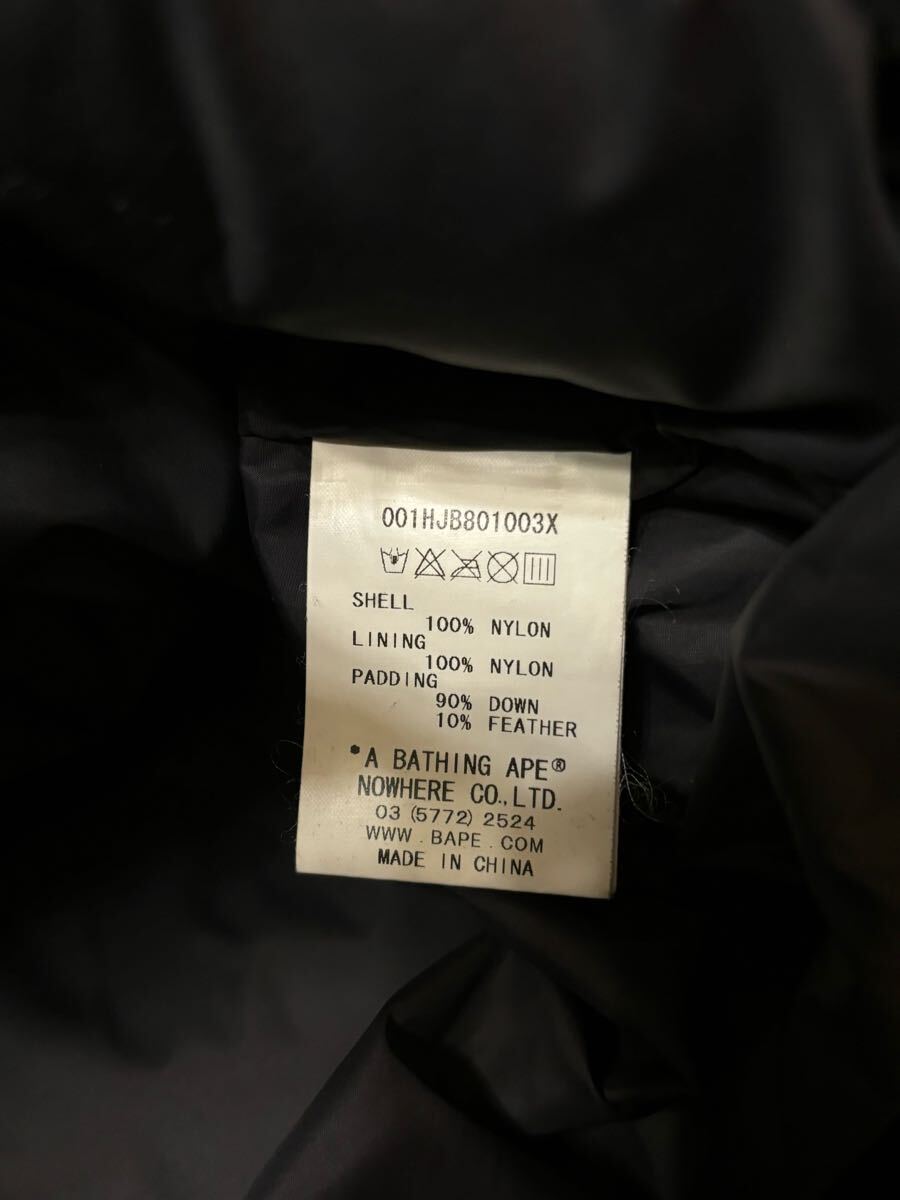 001HJB801003X
SHELL
100% NYLON
LINING
100% NYLON
PADDING
90% DOWN
10% FEATHER
*A BATHING APE®
NOWHERE CO.,LTD.
03 (5772) 2524
WWW . BAPE . COM
MADE IN CHINA